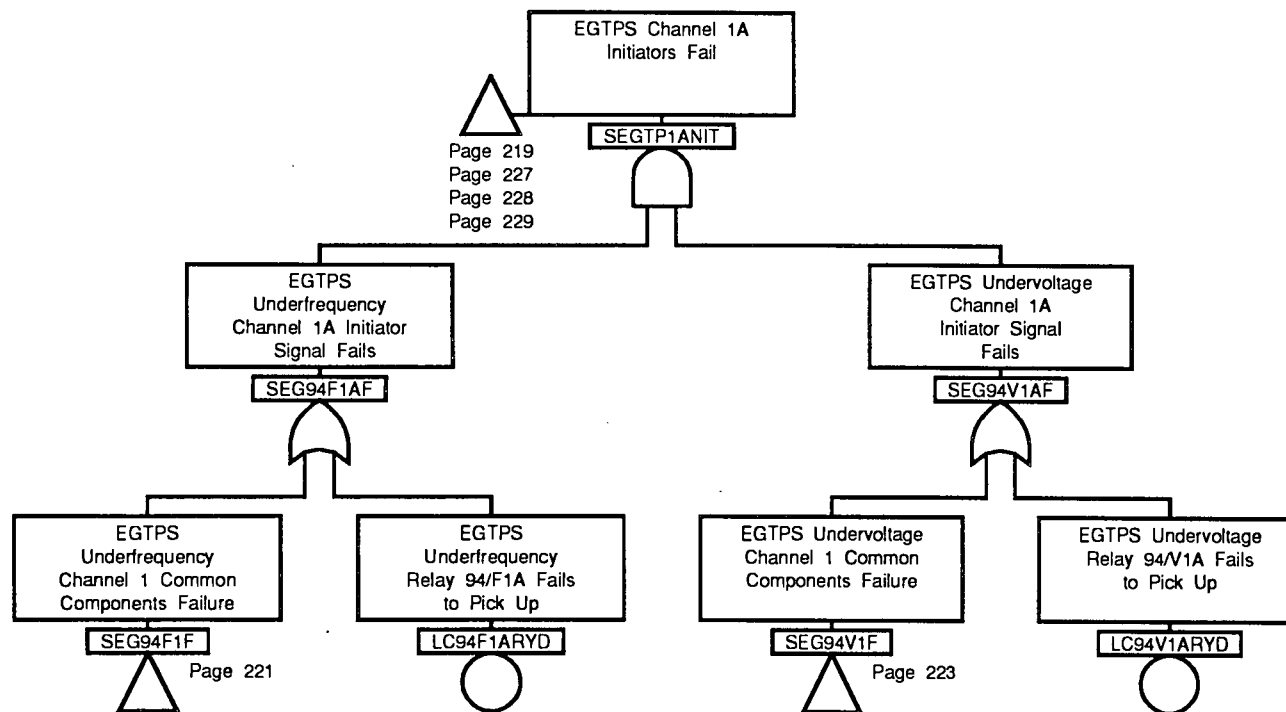 EGTPS Channel 1A
Initiators Fail
SEGTP1ANIT
Page 219
Page 227
Page 228
Page 229
EGTPS
Underfrequency
Channel 1A Initiator
Signal Fails
SEG94F1AF
EGTPS Undervoltage
Channel 1A
Initiator Signal
Fails
SEG94V1AF
EGTPS
Underfrequency
Channel 1 Common
Components Failure
SEG94F1F
Page 221
EGTPS
Underfrequency
Relay 94/F1A Fails
to Pick Up
LC94F1ARYD
EGTPS Undervoltage
Channel 1 Common
Components Failure
SEG94V1F
Page 223
EGTPS Undervoltage
Relay 94/V1A Fails
to Pick Up
LC94V1ARYD